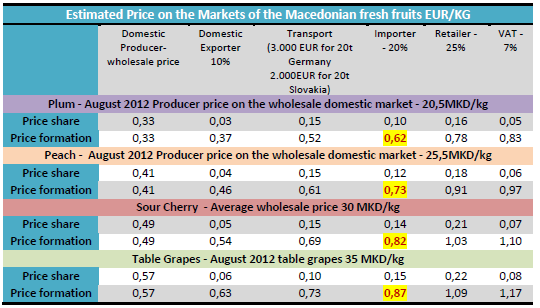 Estimated Price on the Markets of the Macedonian fresh fruits EUR/KG
Domestic Producer-wholesale price Domestic Exporter 10% Transport (3.000 EUR for 20t Germany 2.000EUR for 20t Slovakia) Importer - 20% Retailer - 25% VAT - 7%
Plum - August 2012 Producer price on the wholesale domestic market - 20,5MKD/kg
Price share 0,33 0,03 0,15 0,10 0,16 0,05
Price formation 0,33 0,37 0,52 0,62 0,78 0,83
Peach - August 2012 Producer price on the wholesale domestic market - 25,5MKD/kg
Price share 0,41 0,04 0,15 0,12 0,18 0,06
Price formation 0,41 0,46 0,61 0,73 0,91 0,97
Sour Cherry - Average wholesale price 30 MKD/kg
Price share 0,49 0,05 0,15 0,14 0,21 0,07
Price formation 0,49 0,54 0,69 0,82 1,03 1,10
Table Grapes - August 2012 table grapes 35 MKD/kg
Price share 0,57 0,06 0,10 0,15 0,22 0,08
Price formation 0,57 0,63 0,73 0,87 1,09 1,17